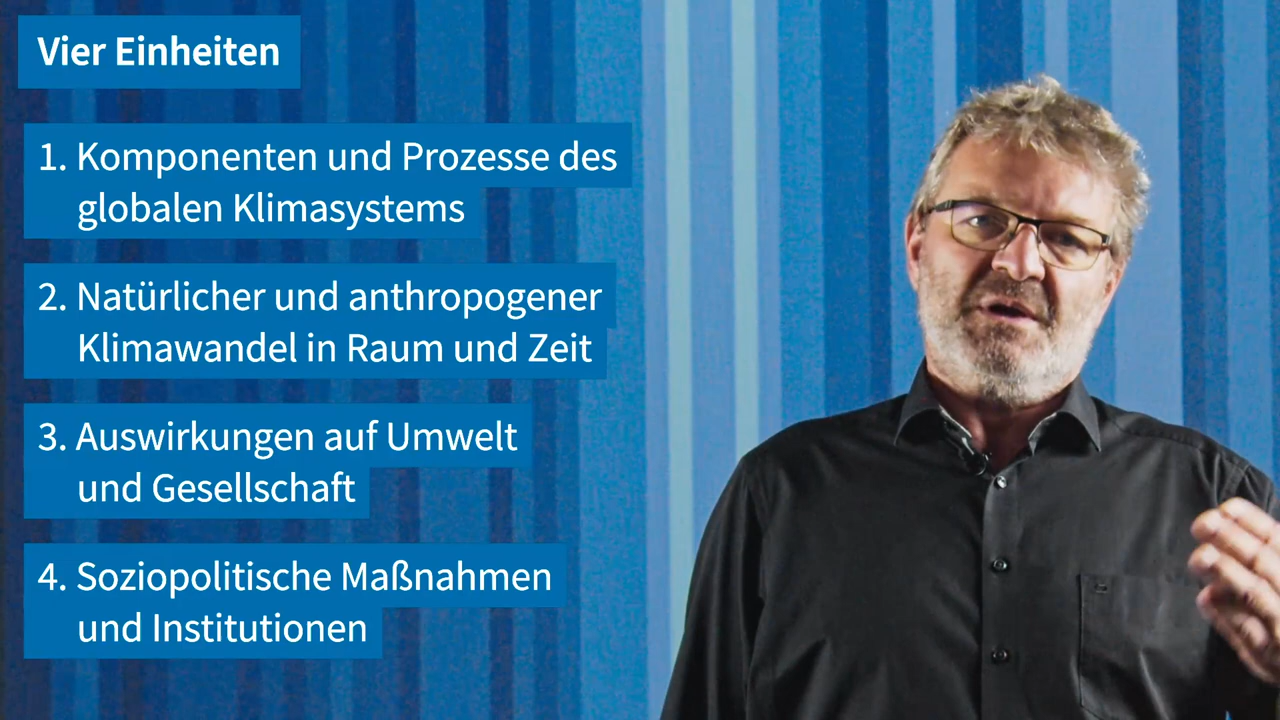 Vier Einheiten
1. Komponenten und Prozesse des
globalen Klimasystems
2. Natürlicher und anthropogener
Klimawandel in Raum und Zeit
3. Auswirkungen auf Umwelt
und Gesellschaft
4. Soziopolitische Maßnahmen
und Institutionen